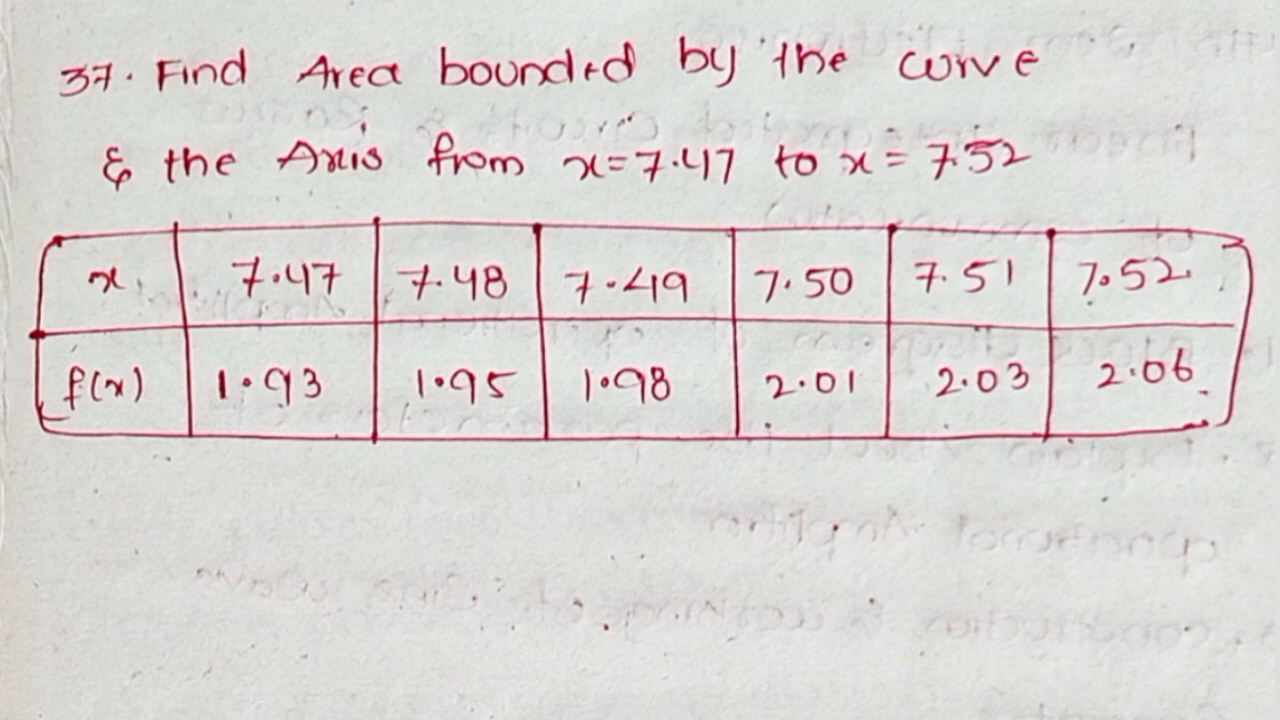 37. Find Area bounded by the curve
& the Axis from x=7.47 to x=7.52
x 7.47 7.48 7.49 7.50 7.51 7.52
f(x) 1.93 1.95 1.98 2.01 2.03 2.06